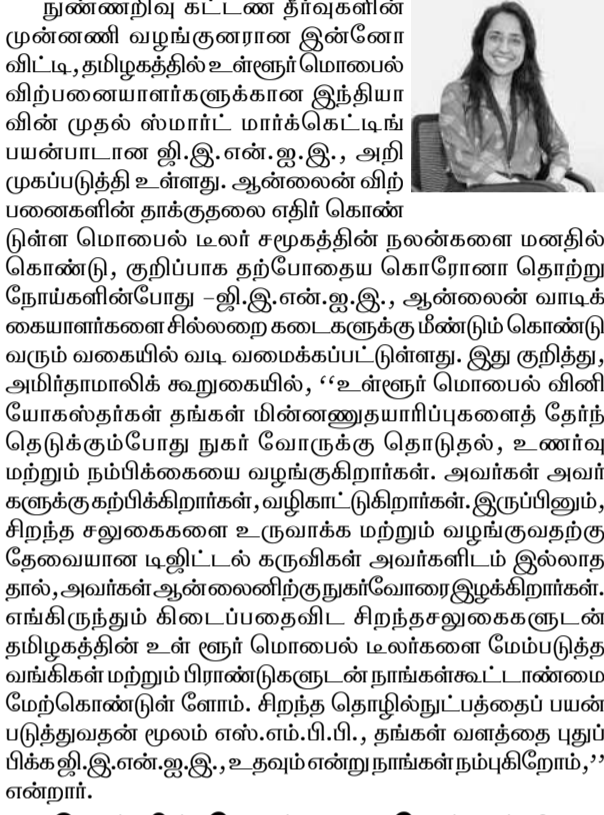 நுண்ணறிவு கட்டண தீர்வுகளின்
முன்னணி வழங்குனரான இன்னோ
விட்டி, தமிழகத்தில் உள்ளூர் மொபைல்
விற்பனையாளர்களுக்கான இந்தியா
வின் முதல் ஸ்மார்ட் மார்க்கெட்டிங்
பயன்பாடான ஜி.இ.என்.ஐ.இ., அறி
முகப்படுத்தி உள்ளது. ஆன்லைன் விற்
பனைகளின் தாக்குதலை எதிர் கொண்
டுள்ள மொபைல் டீலர் சமூகத்தின் நலன்களை மனதில்
கொண்டு, குறிப்பாக தற்போதைய கொரோனா தொற்று
நோய்களின்போது –ஜி.இ.என்.ஐ.இ., ஆன்லைன் வாடிக்
கையாளர்களை சில்லறை கடைகளுக்கு மீண்டும் கொண்டு
வரும் வகையில் வடி வமைக்கப்பட்டுள்ளது. இது குறித்து,
அமிர்தாமாலிக் கூறுகையில், ‘‘உள்ளூர் மொபைல் வினி
யோகஸ்தர்கள் தங்கள் மின்னணுதயாரிப்புகளைத் தேர்ந்
தெடுக்கும்போது நுகர் வோருக்கு தொடுதல், உணர்வு
மற்றும் நம்பிக்கையை வழங்குகிறார்கள். அவர்கள் அவர்
களுக்கு கற்பிக்கிறார்கள், வழிகாட்டுகிறார்கள். இருப்பினும்,
சிறந்த சலுகைகளை உருவாக்க மற்றும் வழங்குவதற்கு
தேவையான டிஜிட்டல் கருவிகள் அவர்களிடம் இல்லாத
தால், அவர்கள் ஆன்லைனிற்கு நுகர்வோரை இழக்கிறார்கள்.
எங்கிருந்தும் கிடைப்பதைவிட சிறந்தசலுகைகளுடன்
தமிழகத்தின் உள் ளூர் மொபைல் டீலர்களை மேம்படுத்த
வங்கிகள் மற்றும் பிராண்டுகளுடன் நாங்கள்கூட்டாண்மை
மேற்கொண்டுள் ளோம். சிறந்த தொழில்நுட்பத்தைப் பயன்
படுத்துவதன் மூலம் எஸ்.எம்.பி.பி., தங்கள் வளத்தை புதுப்
பிக்க ஜி.இ.என்.ஐ.இ., உதவும் என்று நாங்கள் நம்புகிறோம்,’’
என்றார்.